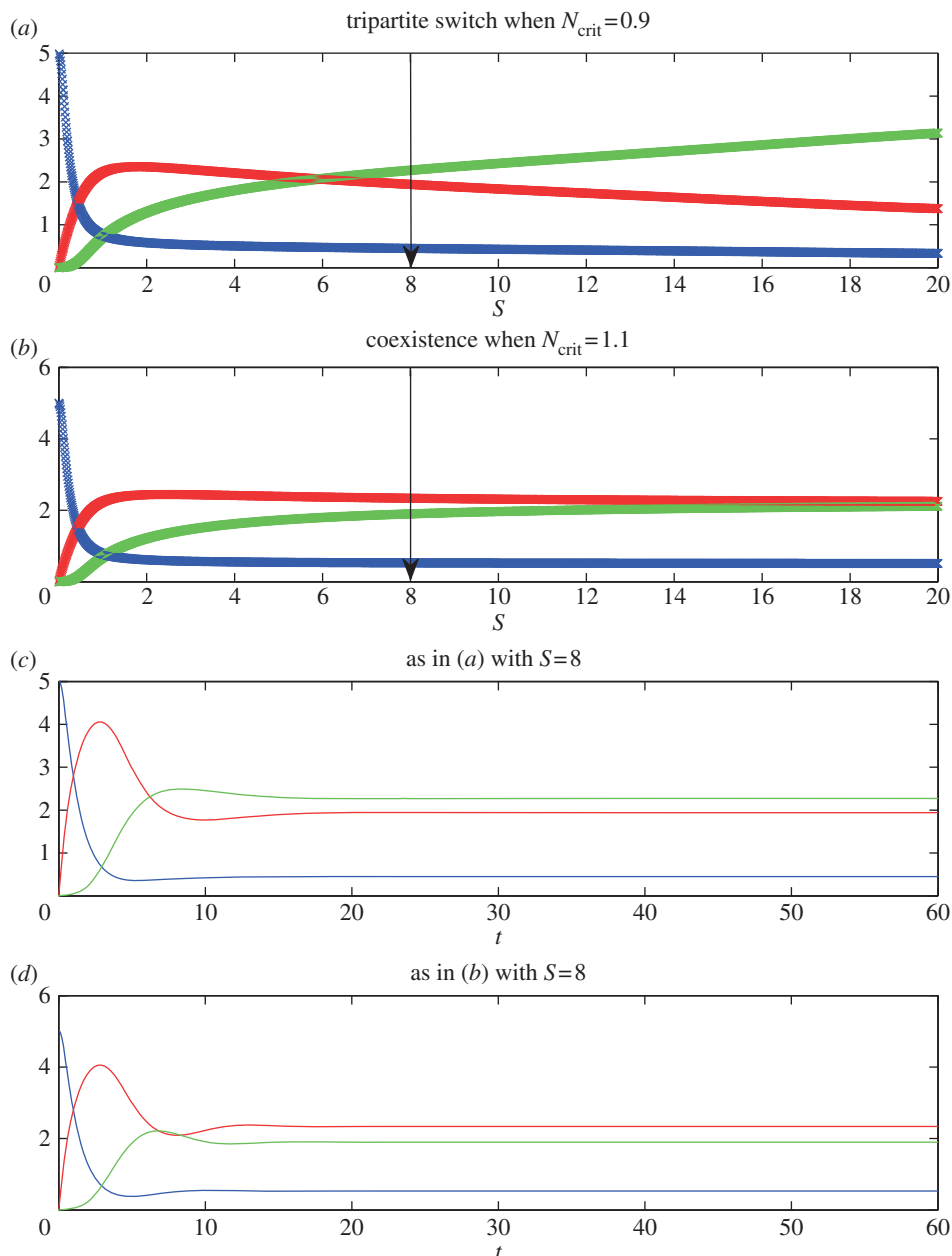 (a)
tripartite switch when N_crit=0.9
5
4
3
2
1
0 2 4 6 8 10 12 14 16 18 20
S
(b)
coexistence when N_crit=1.1
6
4
2
0 2 4 6 8 10 12 14 16 18 20
S
(c)
as in (a) with S=8
5
4
3
2
1
0 10 20 30 40 50 60
t
(d)
as in (b) with S=8
6
4
2
0 10 20 30 40 50 60
t